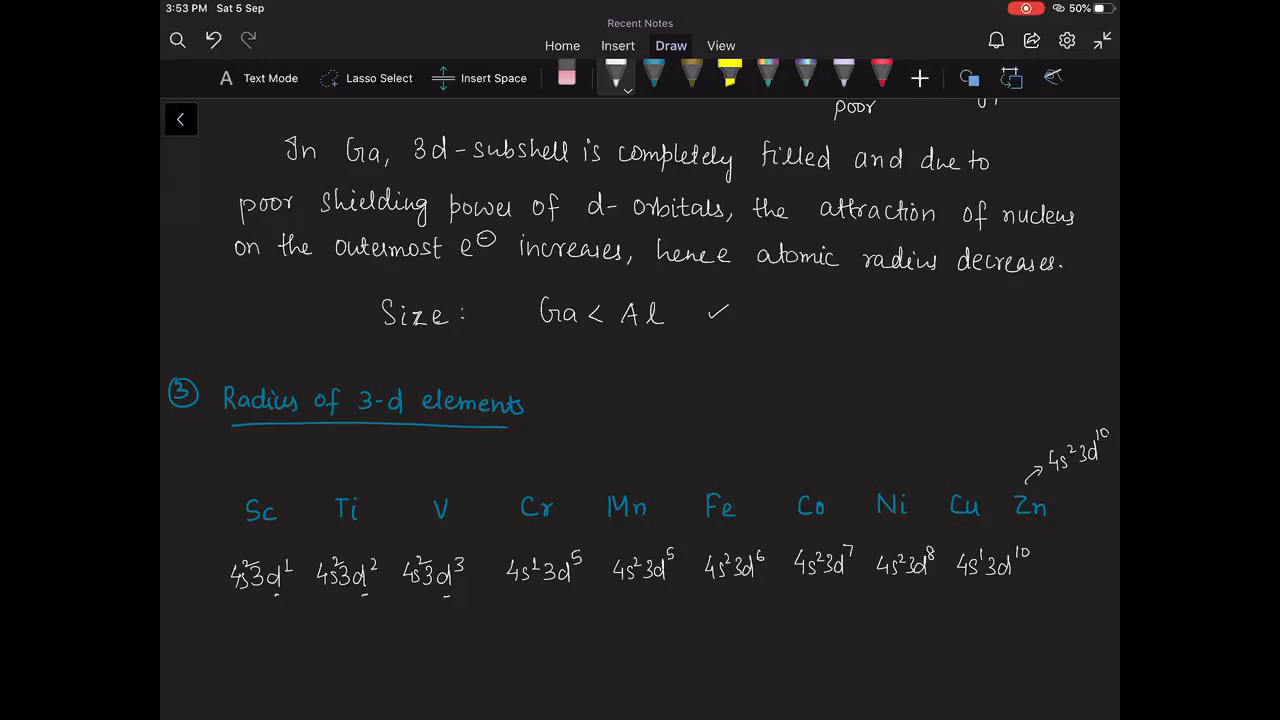 3:53 PM Sat 5 Sep
50%
Recent Notes
Home Insert Draw View
Text Mode Lasso Select Insert Space
poor
In Ga, 3d-subshell is completely filled and due to
poor shielding power of d-orbitals, the attraction of nucleus
on the outermost e⊖ increases, hence atomic radius decreases.
Size: Ga < Al ✓
③ Radius of 3-d elements
4s²3d¹⁰
Sc Ti V Cr Mn Fe Co Ni Cu Zn
4s²3d¹ 4s²3d² 4s²3d³ 4s¹3d⁵ 4s²3d⁵ 4s²3d⁶ 4s²3d⁷ 4s²3d⁸ 4s¹3d¹⁰